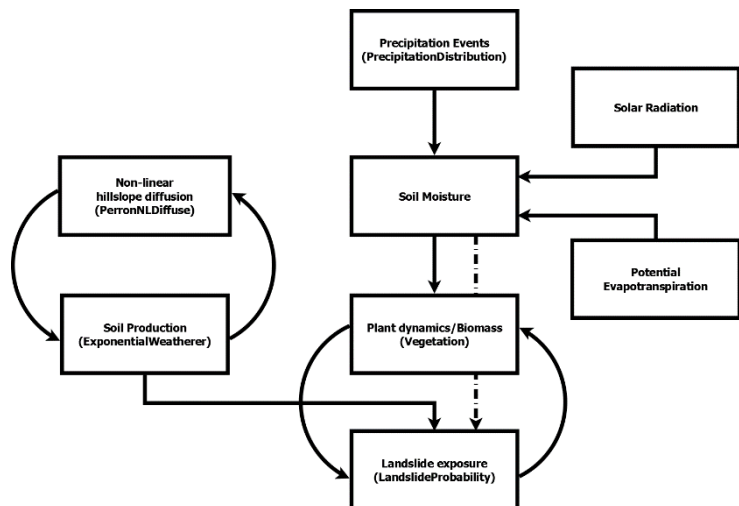 Precipitation Events
(PrecipitationDistribution)
Solar Radiation
Non-linear
hillslope diffusion
(PerronNLDiffuse)
Soil Moisture
Potential
Evapotranspiration
Soil Production
(ExponentialWeatherer)
Plant dynamics/Biomass
(Vegetation)
Landslide exposure
(LandslideProbability)